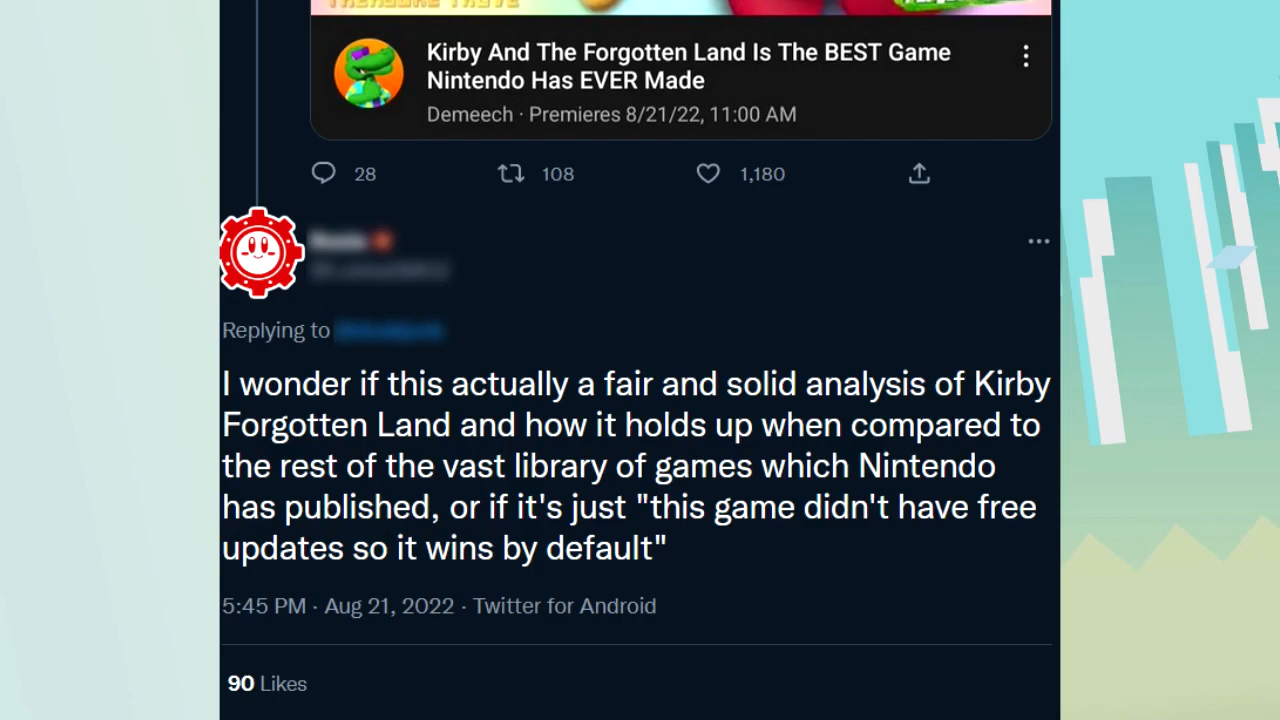 TREASURE TROVE
Kirby And The Forgotten Land Is The BEST Game
Nintendo Has EVER Made
Demeech · Premieres 8/21/22, 11:00 AM
28 108 1,180
Replying to
I wonder if this actually a fair and solid analysis of Kirby
Forgotten Land and how it holds up when compared to
the rest of the vast library of games which Nintendo
has published, or if it's just "this game didn't have free
updates so it wins by default"
5:45 PM · Aug 21, 2022 · Twitter for Android
90 Likes